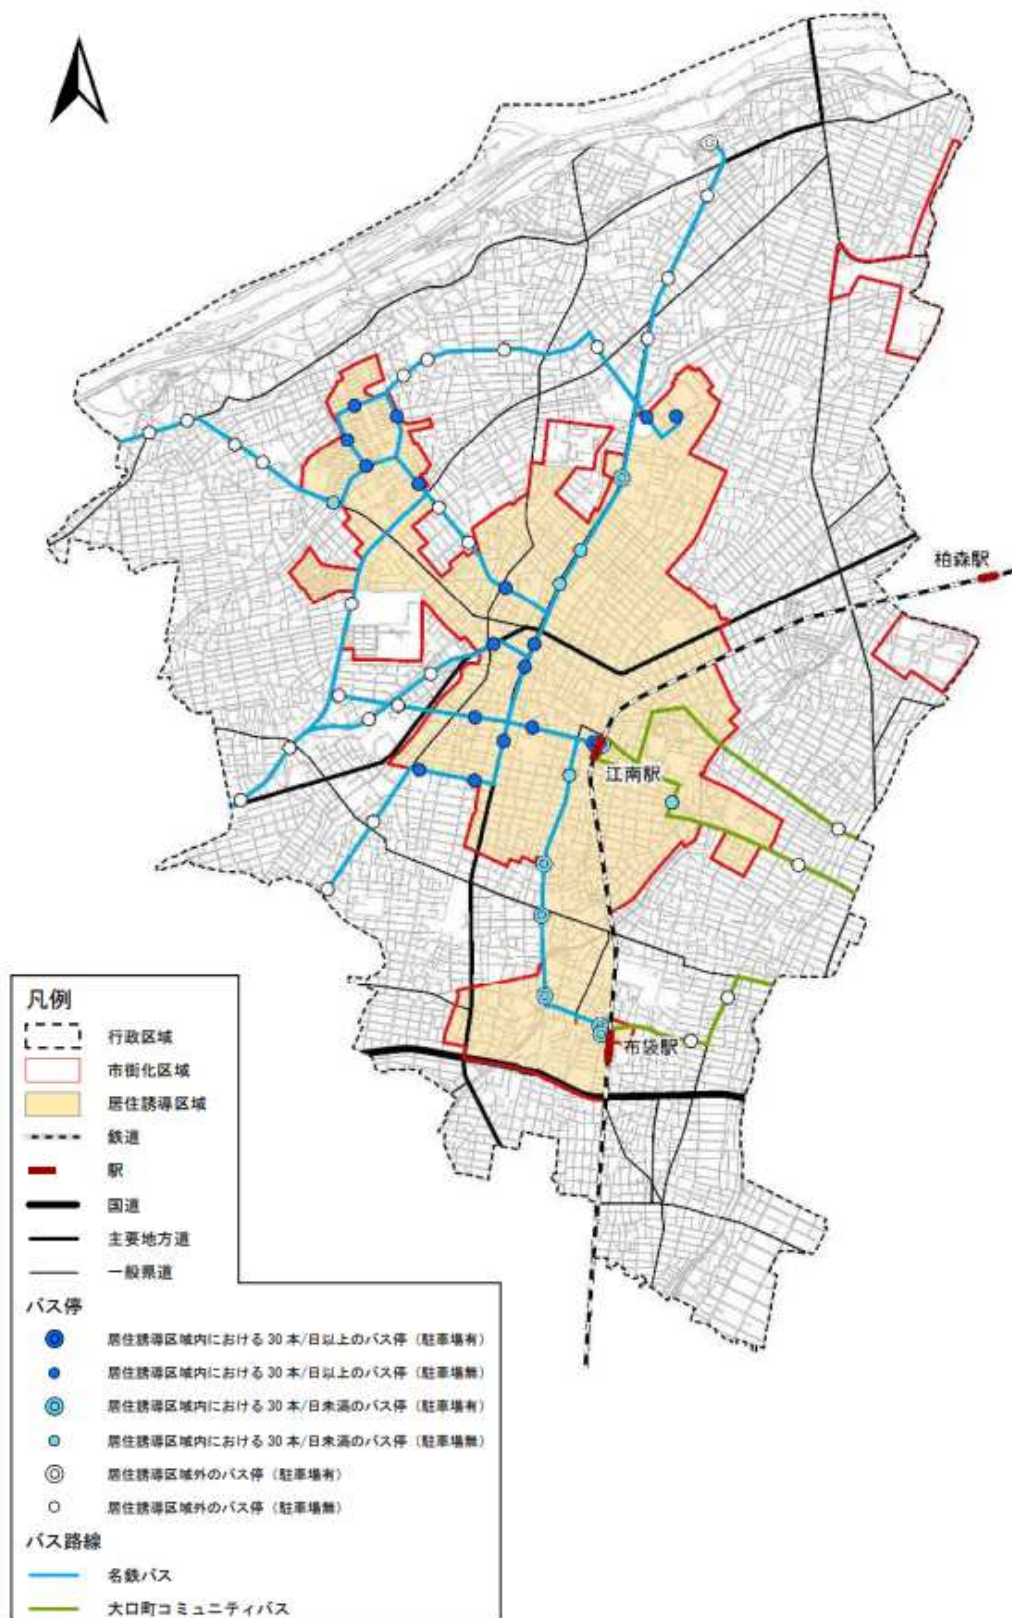 柏森駅
江南駅
布袋駅
凡例
行政区域
市街化区域
居住誘導区域
鉄道
駅
国道
主要地方道
一般県道
バス停
居住誘導区域内における 30 本/日以上のバス停（駐車場有）
居住誘導区域内における 30 本/日以上のバス停（駐車場無）
居住誘導区域内における 30 本/日未満のバス停（駐車場有）
居住誘導区域内における 30 本/日未満のバス停（駐車場無）
居住誘導区域外のバス停（駐車場有）
居住誘導区域外のバス停（駐車場無）
バス路線
名鉄バス
大口町コミュニティバス